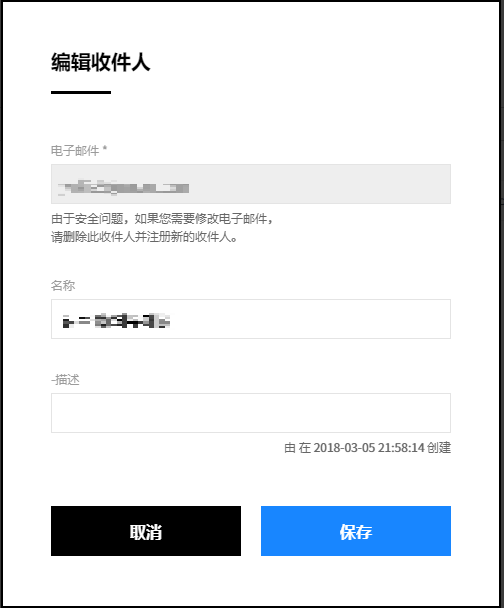 编辑收件人
电子邮件 *
由于安全问题，如果您需要修改电子邮件，
请删除此收件人并注册新的收件人。
名称
-描述
由 在 2018-03-05 21:58:14 创建
取消
保存